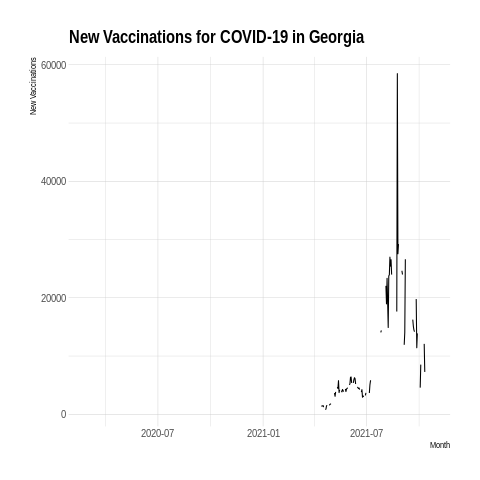 New Vaccinations for COVID-19 in Georgia
New Vaccinations
60000
40000
20000
0
2020-07
2021-01
2021-07
Month